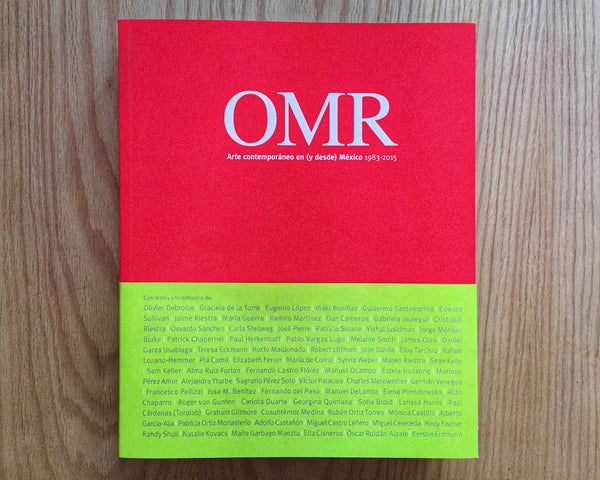 OMR
Arte contemporáneo en (y desde) México 1983-2015
Con textos y testimonios de:
Olivier Debroise Graciela de la Torre Eugenio López Iñaki Bonillas Guillermo Santamarina Edward
Sullivan Jaime Riestra María Guerra Ramiro Martínez Dan Cameron Gabriela Jauregui Cristobal
Riestra Osvaldo Sánchez Carla Stellweg José Pierre Patricia Sloane Yishai Jusidman Jorge Méndez
Blake Patrick Chapernel Paul Herkenhoff Pablo Vargas Lugo Melanie Smith James Oles Daniel
Garza Usabiaga Teresa Eckmann Rocío Maldonado Robert Littman Jose Dávila Eloy Tarcisio Rafael
Lozano-Hemmer Pía Camil Elizabeth Ferrer María de Corral Sylvia Weber Mateo Riestra Sean Kelly
Sam Keller Alma Ruiz-Furlan Fernando Castro Flórez Manuel Ocampo Estela Hussong Mariana
Pérez Amor Alejandra Yturbe Sagrario Pérez Soto Víctor Palacios Charles Merewether Germán Venegas
Francesco Pellizzi Issa M. Benítez Fernando del Paso Manuel DeLanda Elena Poniatowska Aldo
Chaparro Roger von Gunten Carlota Duarte Georgina Quintana Sofía Broid Larissa Harris Raúl
Cárdenas (Torolab) Graham Gillmore Cuauhtémoc Medina Rubén Ortiz Torres Mónica Castillo Alberto
García-Alix Patricia Ortiz Monasterio Adolfo Castañón Miguel Castro Leñero Miguel Cereceda Hedy Fischer
Randy Shull Natalie Kovacs Maite Garbayo Maeztu Ella Cisneros Óscar Roldán-Alzate Kerstin Erdmann